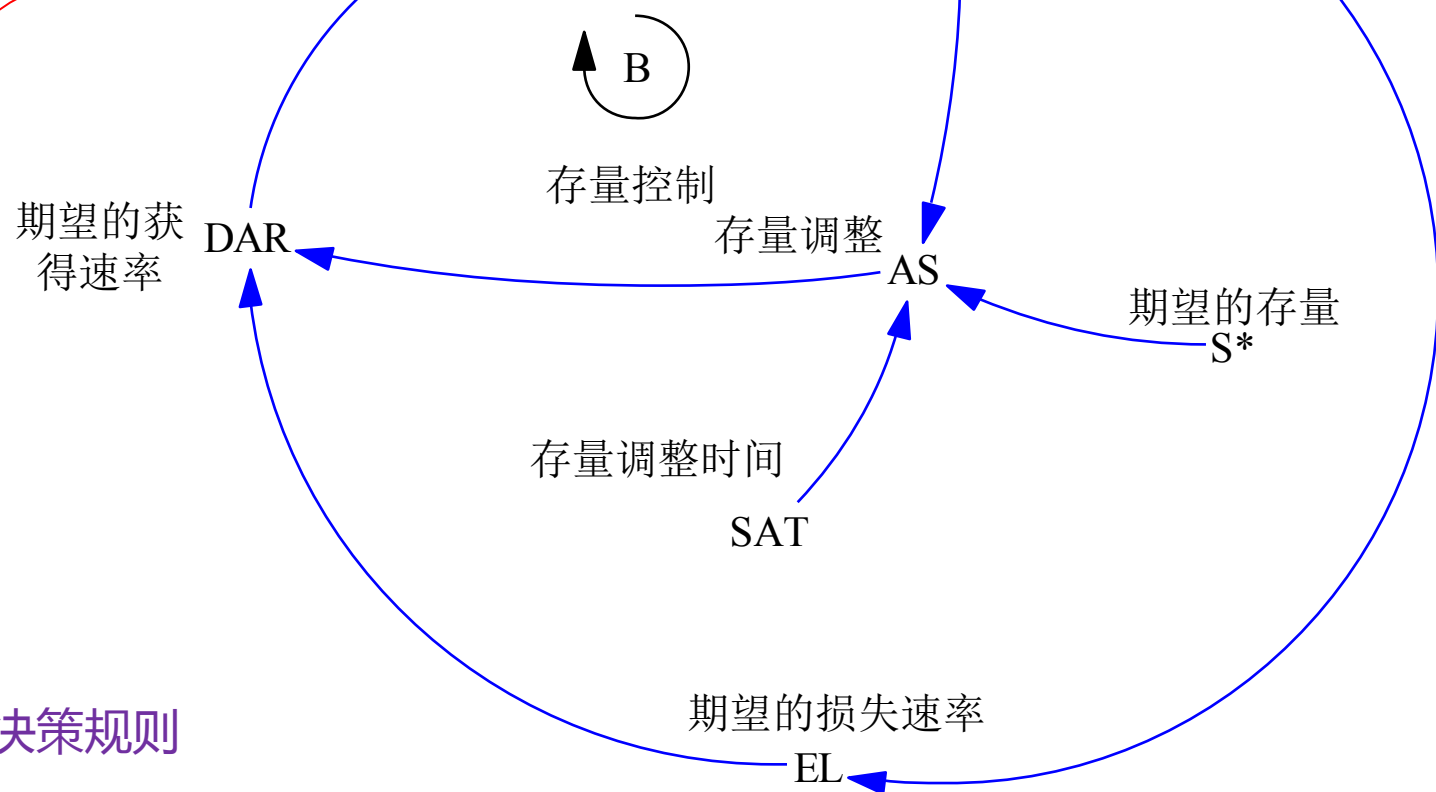 B
存量控制
期望的获
得速率
DAR
存量调整
AS
期望的存量
S*
存量调整时间
SAT
期望的损失速率
EL
决策规则